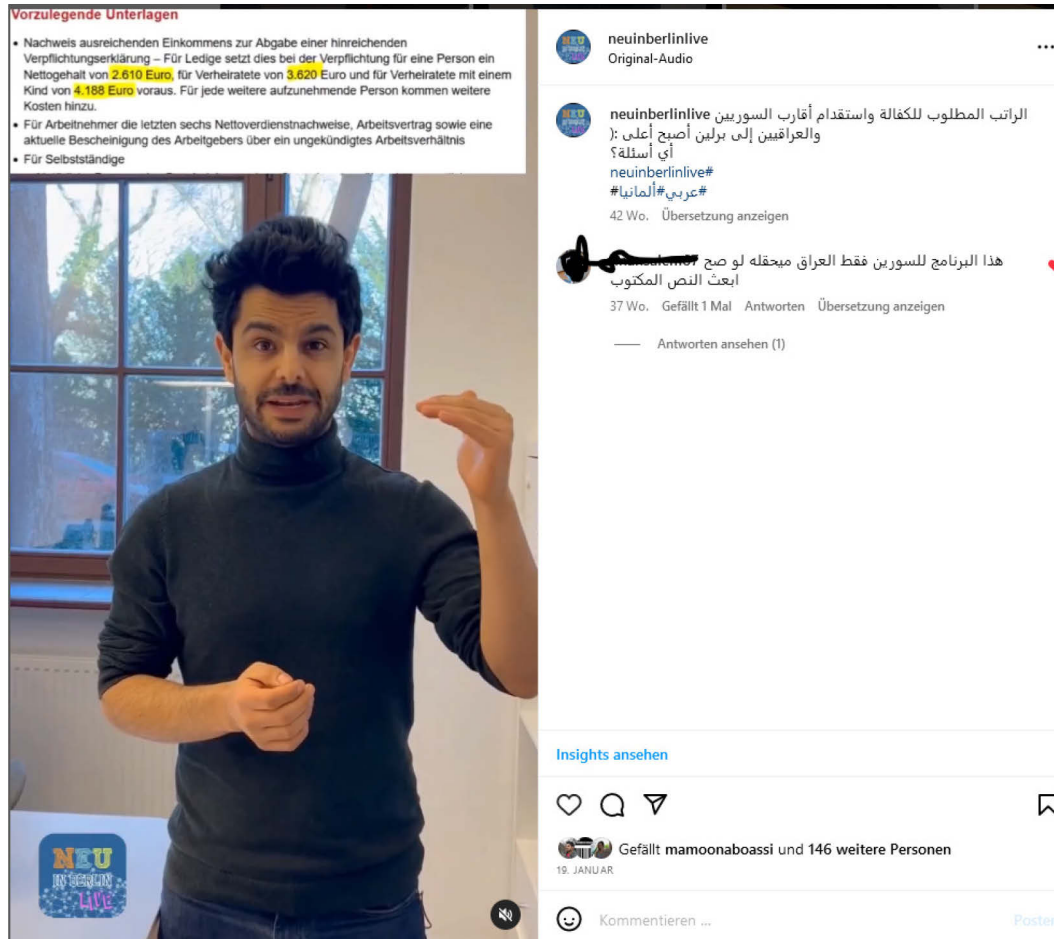 Vorzulegende Unterlagen
• Nachweis ausreichenden Einkommens zur Abgabe einer hinreichenden
Verpflichtungserklärung – Für Ledige setzt dies bei der Verpflichtung für eine Person ein
Nettogehalt von 2.610 Euro, für Verheiratete von 3.620 Euro und für Verheiratete mit einem
Kind von 4.188 Euro voraus. Für jede weitere aufzunehmende Person kommen weitere
Kosten hinzu.
• Für Arbeitnehmer die letzten sechs Nettoverdienstnachweise, Arbeitsvertrag sowie eine
aktuelle Bescheinigung des Arbeitgebers über ein ungekündigtes Arbeitsverhältnis
• Für Selbstständige
NEU
IN BERLIN
LIVE
neuinberlinlive
Original-Audio
neuinberlinlive الراتب المطلوب للكفالة واستقدام أقارب السوريين
والعراقيين إلى برلين أصبح أعلى :(
أي أسئلة؟
#neuinberlinlive
#عربي#ألمانيا#
42 Wo. Übersetzung anzeigen
هذا البرنامج للسورين فقط العراق ميحقله لو صح
ابعث النص المكتوب
37 Wo. Gefällt 1 Mal Antworten Übersetzung anzeigen
Antworten ansehen (1)
Insights ansehen
Gefällt mamoonaboassi und 146 weitere Personen
19. JANUAR
Kommentieren ...
Posten